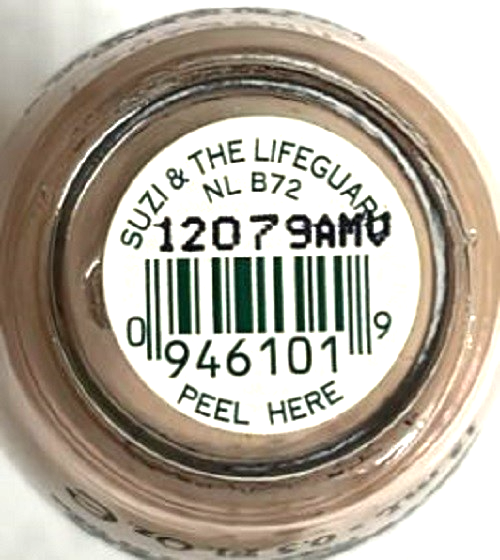 SUZI & THE LIFEGUARD
NL B72
12079AMV
0 946101 9
PEEL HERE